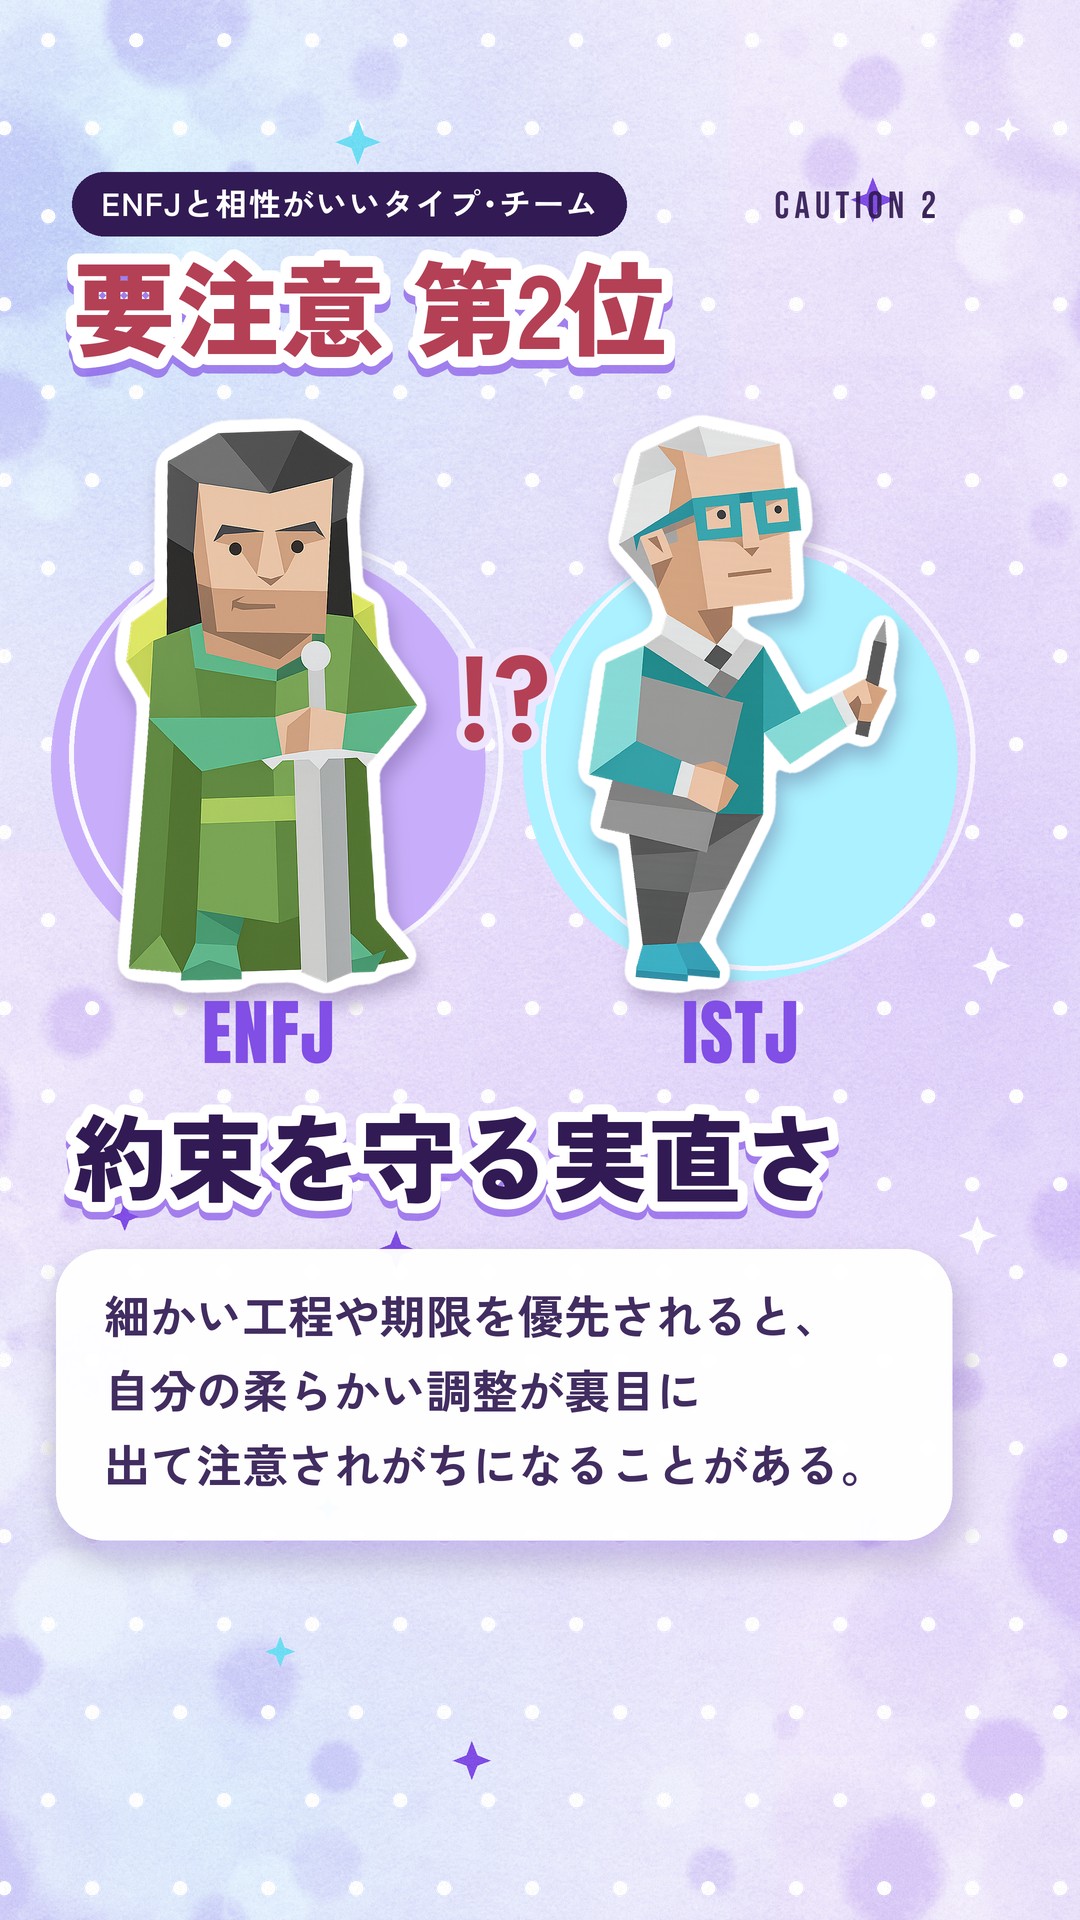 ENFJと相性がいいタイプ・チーム
CAUTION 2
要注意 第2位
!?
ENFJ
ISTJ
約束を守る実直さ
細かい工程や期限を優先されると、
自分の柔らかい調整が裏目に
出て注意されがちになることがある。